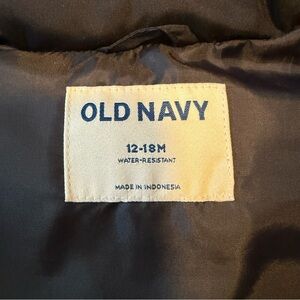 OLD NAVY
12-18M
WATER-RESISTANT
MADE IN INDONESIA